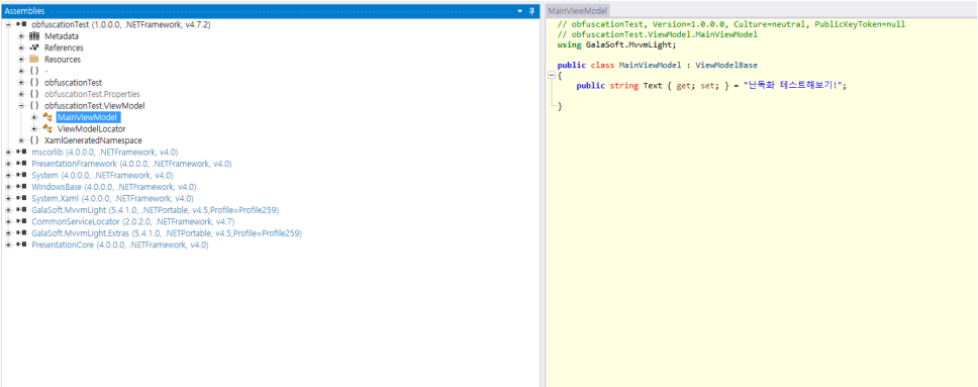 Assemblies
obfuscationTest (1.0.0.0, .NETFramework, v4.7.2)
Metadata
References
Resources
{ } -
{ } obfuscationTest
{ } obfuscationTest.Properties
{ } obfuscationTest.ViewModel
MainViewModel
ViewModelLocator
{ } XamlGeneratedNamespace
mscorlib (4.0.0.0, .NETFramework, v4.0)
PresentationFramework (4.0.0.0, .NETFramework, v4.0)
System (4.0.0.0, .NETFramework, v4.0)
WindowsBase (4.0.0.0, .NETFramework, v4.0)
System.Xaml (4.0.0.0, .NETFramework, v4.0)
GalaSoft.MvvmLight (5.4.1.0, .NETPortable, v4.5,Profile=Profile259)
CommonServiceLocator (2.0.2.0, .NETFramework, v4.7)
GalaSoft.MvvmLight.Extras (5.4.1.0, .NETPortable, v4.5,Profile=Profile259)
PresentationCore (4.0.0.0, .NETFramework, v4.0)
MainViewModel
// obfuscationTest, Version=1.0.0.0, Culture=neutral, PublicKeyToken=null
// obfuscationTest.ViewModel.MainViewModel
using GalaSoft.MvvmLight;
public class MainViewModel : ViewModelBase
{
public string Text { get; set; } = "난독화 테스트해보기!";
}